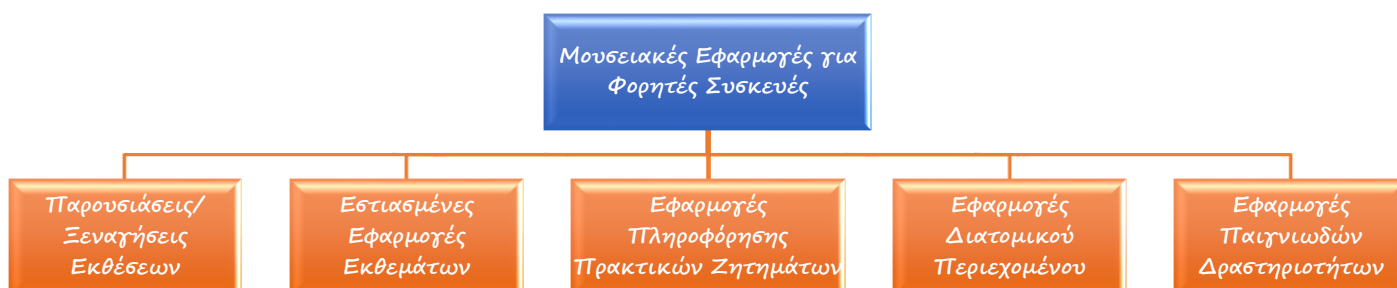 Μουσειακές Εφαρμογές για
Φορητές Συσκευές
Παρουσιάσεις/
Ξεναγήσεις
Εκθέσεων
Εστιασμένες
Εφαρμογές
Εκθεμάτων
Εφαρμογές
Πληροφόρησης
Πρακτικών Ζητημάτων
Εφαρμογές
Διατομικού
Περιεχομένου
Εφαρμογές
Παιγνιωδών
Δραστηριοτήτων